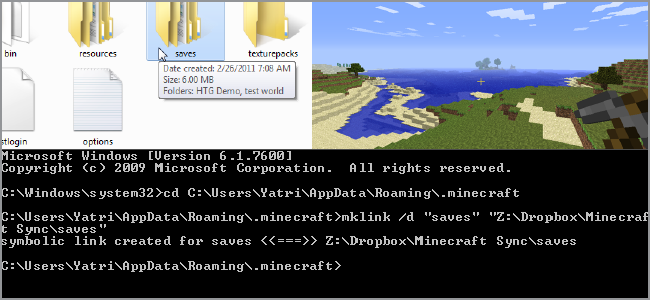 bin
resources
saves
texturepacks
Date created: 2/26/2011 7:08 AM
Size: 6.00 MB
Folders: HTG Demo, test world
stlogin
options
Microsoft Windows [Version 6.1.7600]
Copyright (c) 2009 Microsoft Corporation.  All rights reserved.
C:\Windows\system32>cd C:\Users\Yatri\AppData\Roaming\.minecraft
C:\Users\Yatri\AppData\Roaming\.minecraft>mklink /d "saves" "Z:\Dropbox\Minecraf
t Sync\saves"
symbolic link created for saves <<===>> Z:\Dropbox\Minecraft Sync\saves
C:\Users\Yatri\AppData\Roaming\.minecraft>